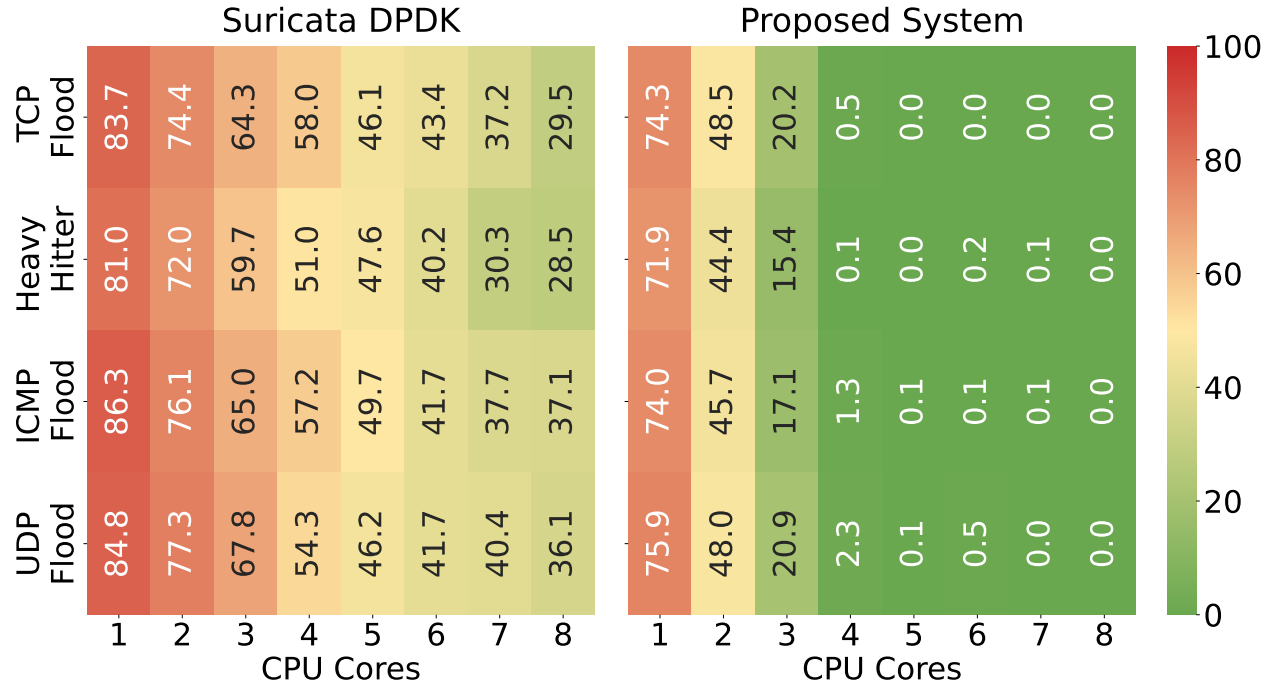 Suricata DPDK
Proposed System
TCP
Flood
83.7 74.4 64.3 58.0 46.1 43.4 37.2 29.5
74.3 48.5 20.2 0.5 0.0 0.0 0.0 0.0
Heavy
Hitter
81.0 72.0 59.7 51.0 47.6 40.2 30.3 28.5
71.9 44.4 15.4 0.1 0.0 0.2 0.1 0.0
ICMP
Flood
86.3 76.1 65.0 57.2 49.7 41.7 37.7 37.1
74.0 45.7 17.1 1.3 0.1 0.1 0.1 0.0
UDP
Flood
84.8 77.3 67.8 54.3 46.2 41.7 40.4 36.1
75.9 48.0 20.9 2.3 0.1 0.5 0.0 0.0
1 2 3 4 5 6 7 8
CPU Cores
1 2 3 4 5 6 7 8
CPU Cores
100
80
60
40
20
0